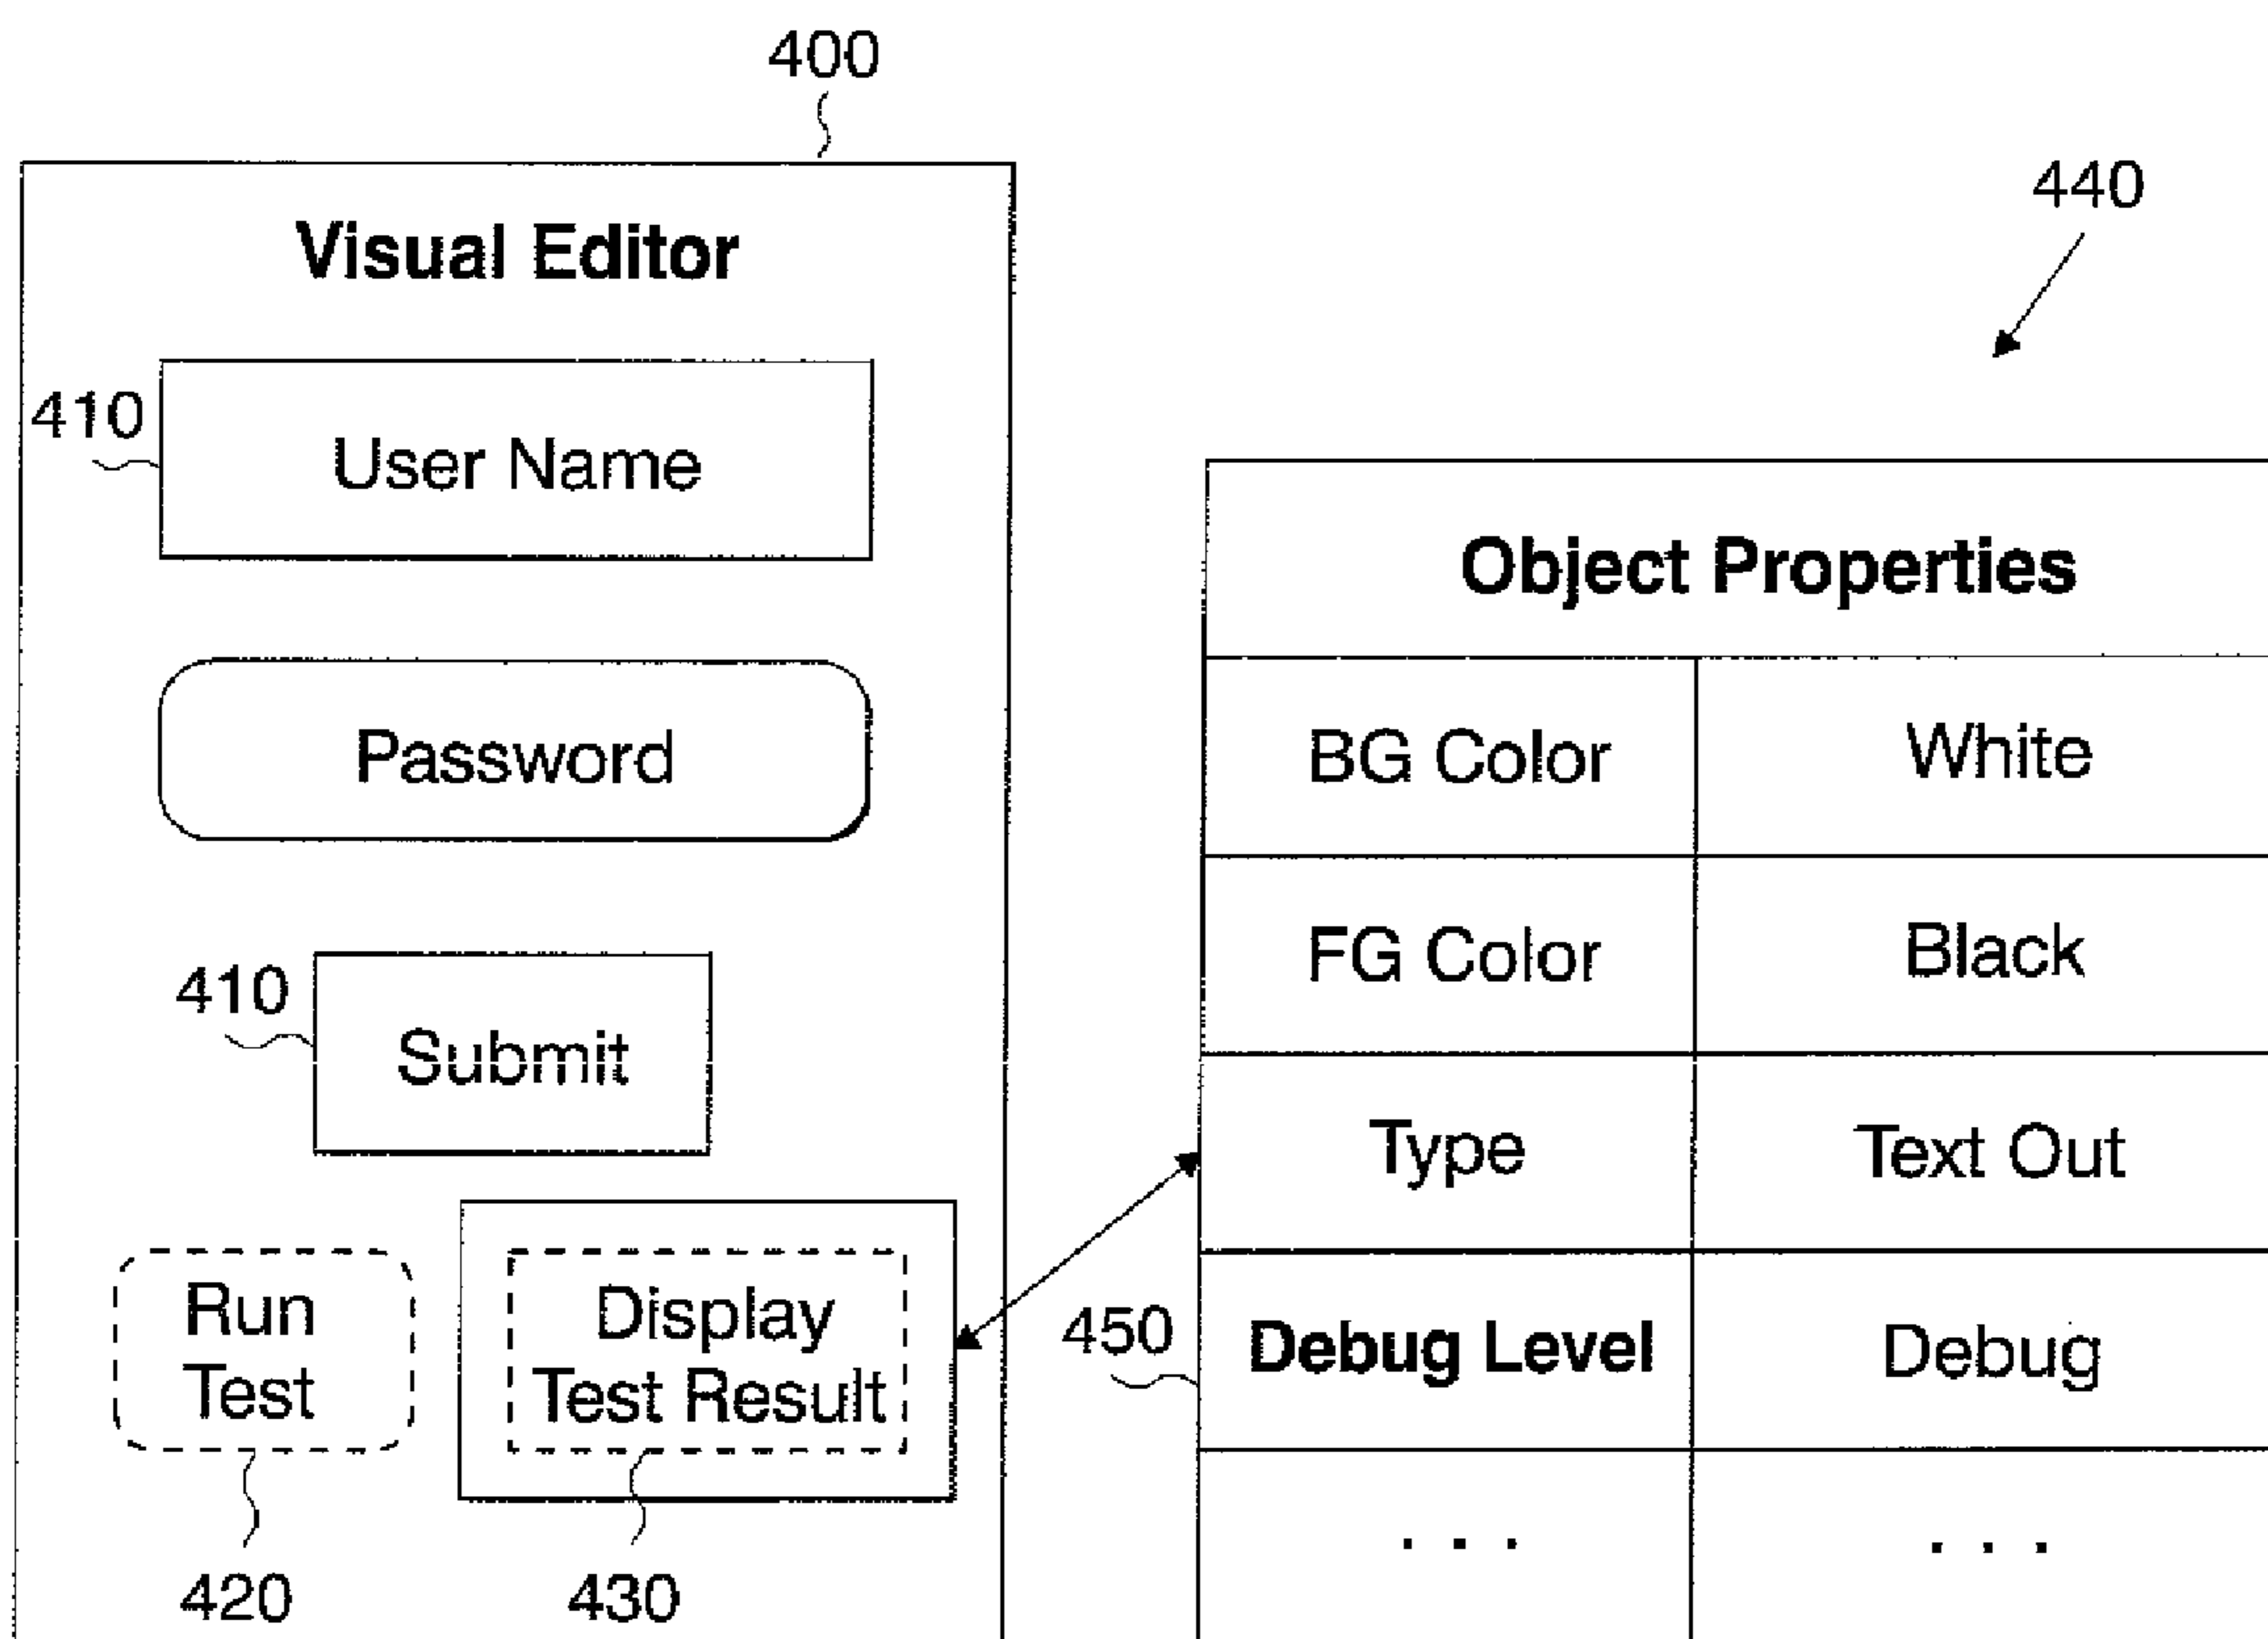 400
Visual Editor
410
User Name
Password
410
Submit
Run
Test
Display
Test Result
420
430
440
Object Properties
BG Color White
FG Color Black
Type Text Out
450
Debug Level Debug
. . . . . .